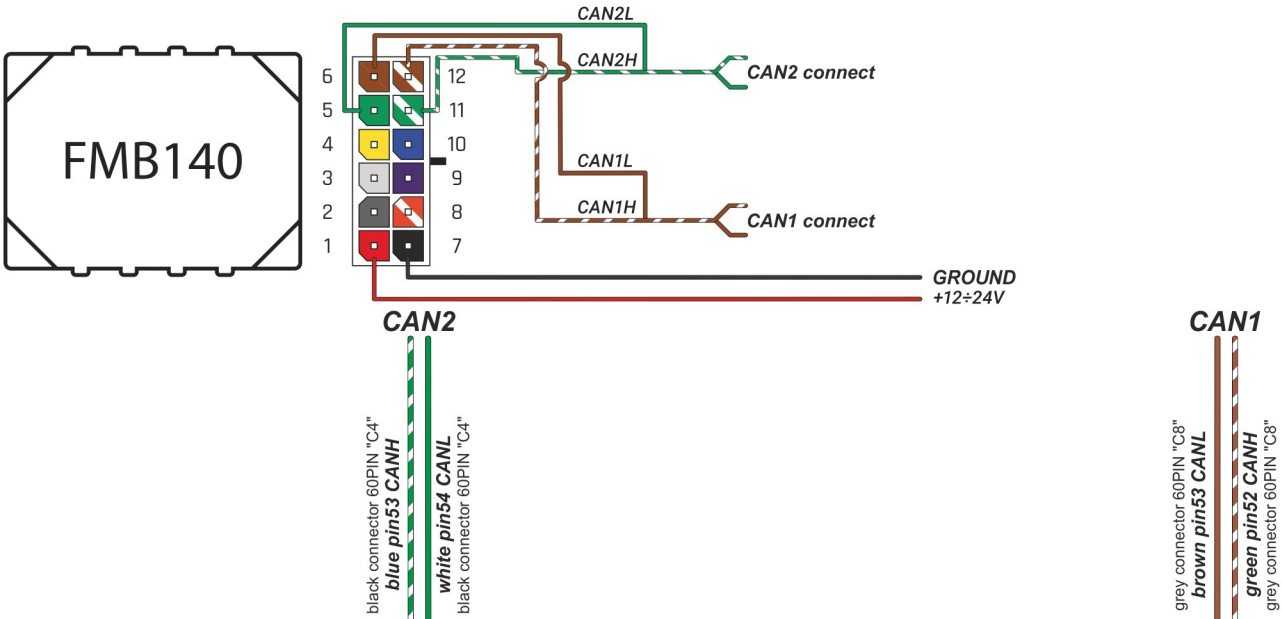 CAN2L
CAN2H
CAN2 connect
FMB140
6
12
5
11
4
10
3
9
2
8
1
7
CAN1L
CAN1H
CAN1 connect
GROUND
+12÷24V
CAN2
CAN1
black connector 60PIN "C4"
blue pin53 CANH
white pin54 CANL
black connector 60PIN "C4"
grey connector 60PIN "C8"
brown pin53 CANL
green pin52 CANH
grey connector 60PIN "C8"